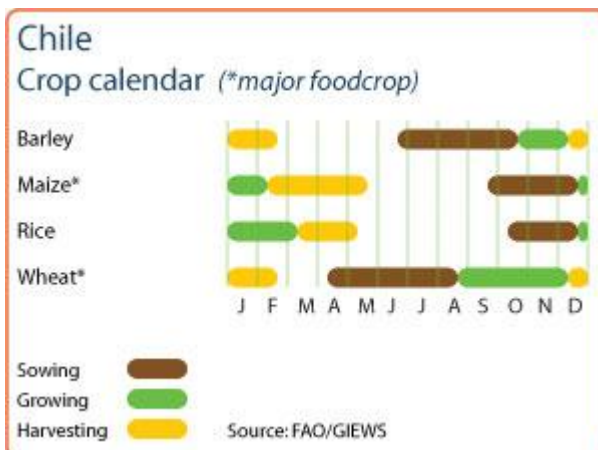 Chile
Crop calendar (*major foodcrop)
Barley
Maize*
Rice
Wheat*
J F M A M J J A S O N D
Sowing
Growing
Harvesting Source: FAO/GIEWS